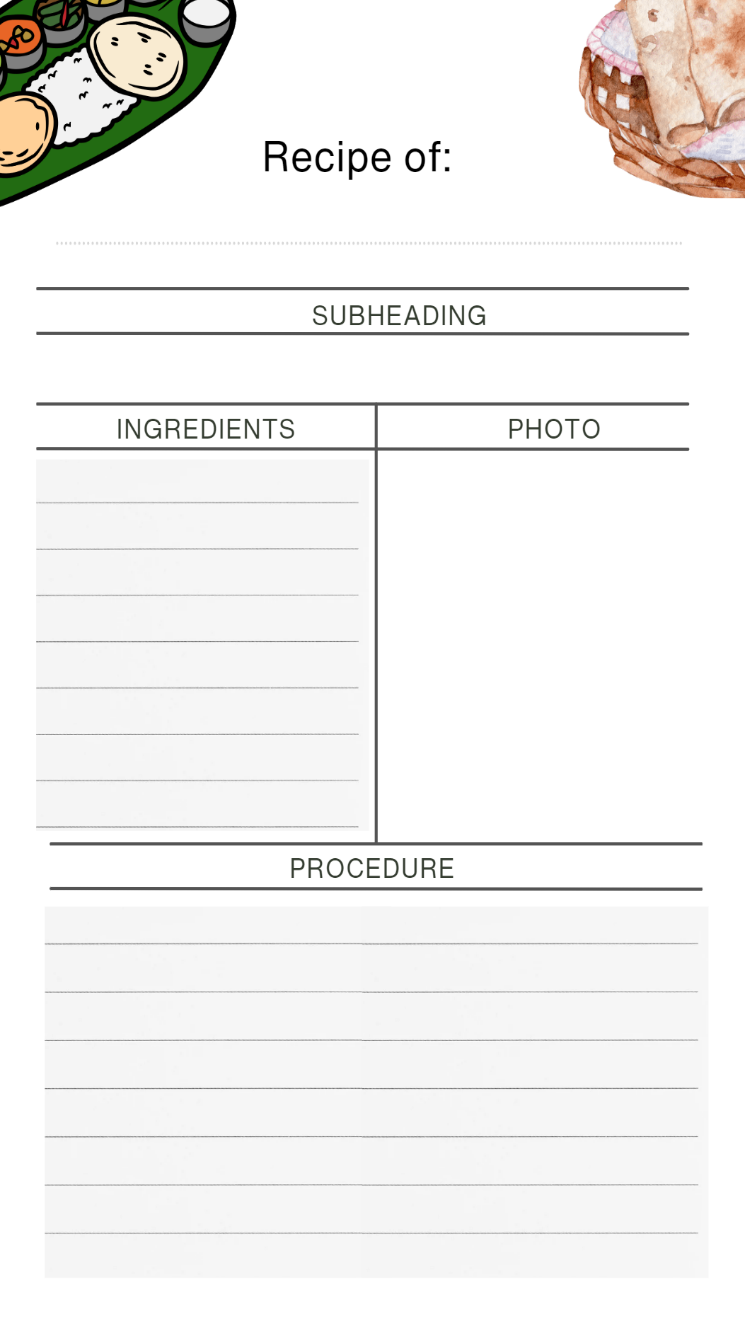 Recipe of:
SUBHEADING
INGREDIENTS
PHOTO
PROCEDURE